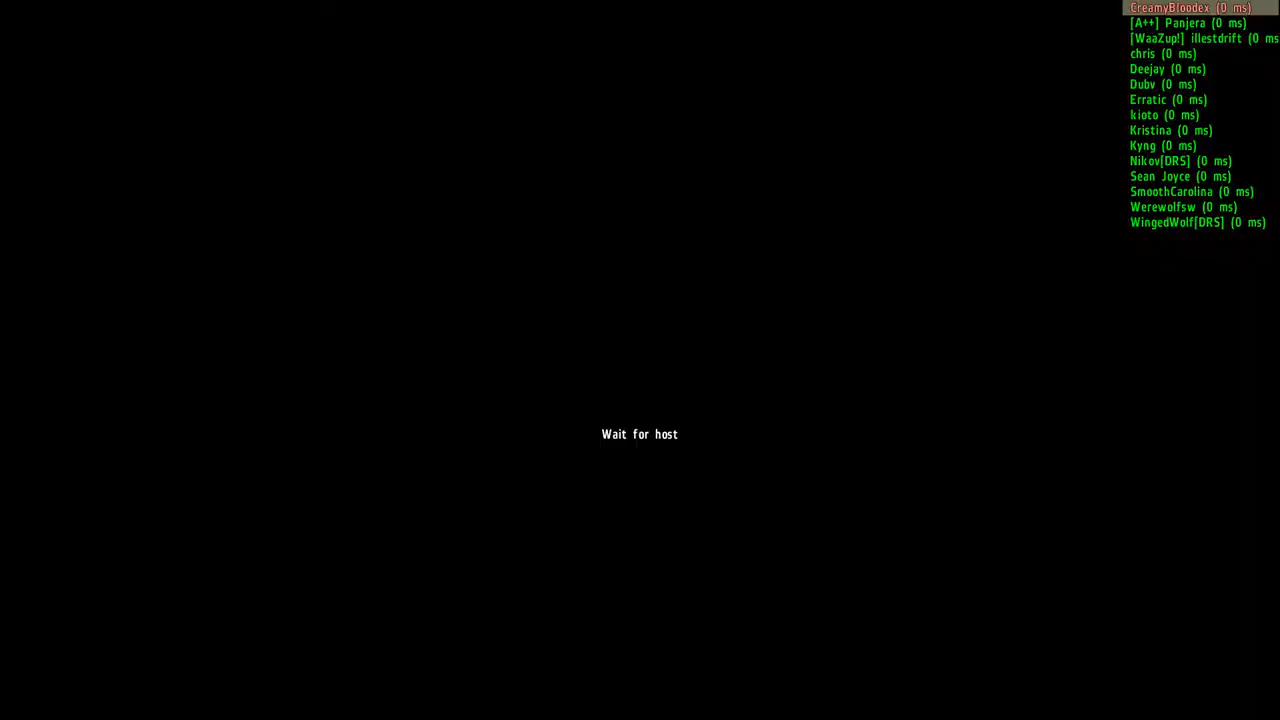 CreamyBloodex (0 ms)
[A++] Panjera (0 ms)
[WaaZup!] illestdrift (0 ms
chris (0 ms)
Deejay (0 ms)
Dubv (0 ms)
Erratic (0 ms)
kioto (0 ms)
Kristina (0 ms)
Kyng (0 ms)
Nikov[DRS] (0 ms)
Sean Joyce (0 ms)
SmoothCarolina (0 ms)
Werewolfsw (0 ms)
WingedWolf[DRS] (0 ms)
Wait for host